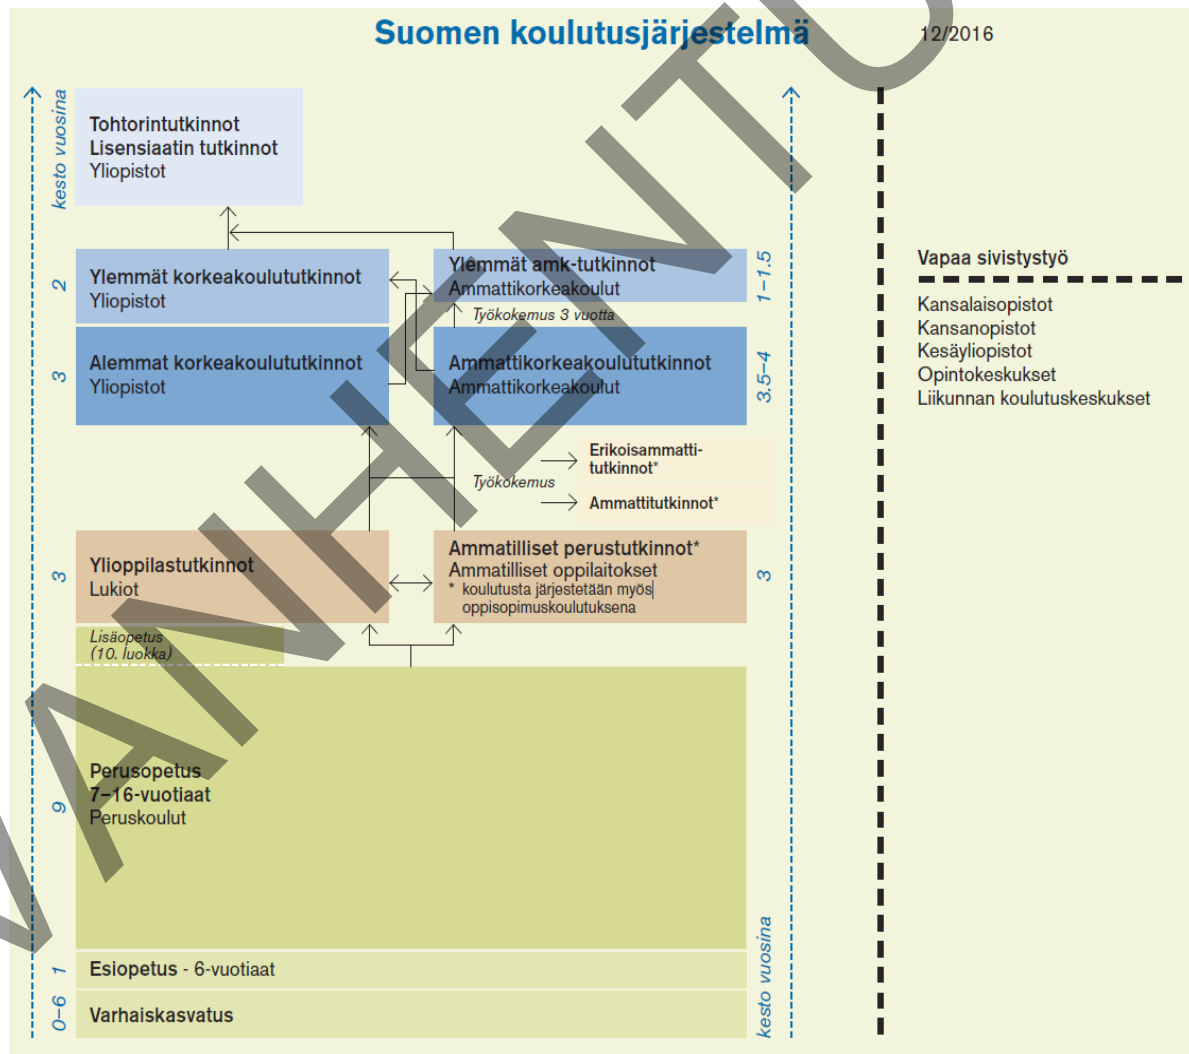 Suomen koulutusjärjestelmä
12/2016
kesto vuosina
Tohtorintutkinnot
Lisensiaatin tutkinnot
Yliopistot
2
Ylemmät korkeakoulututkinnot
Yliopistot
Ylemmät amk-tutkinnot
Ammattikorkeakoulut
1–1.5
Työkokemus 3 vuotta
3
Alemmat korkeakoulututkinnot
Yliopistot
Ammattikorkeakoulututkinnot
Ammattikorkeakoulut
3.5–4
Työkokemus
Erikoisammatti-
tutkinnot*
Ammattitutkinnot*
3
Ylioppilastutkinnot
Lukiot
Ammatilliset perustutkinnot*
Ammatilliset oppilaitokset
* koulutusta järjestetään myös
oppisopimuskoulutuksena
3
Lisäopetus
(10. luokka)
9
Perusopetus
7–16-vuotiaat
Peruskoulut
1
Esiopetus - 6-vuotiaat
0–6
Varhaiskasvatus
kesto vuosina
Vapaa sivistystyö
Kansalaisopistot
Kansanopistot
Kesäyliopistot
Opintokeskukset
Liikunnan koulutuskeskukset
VANHENTU